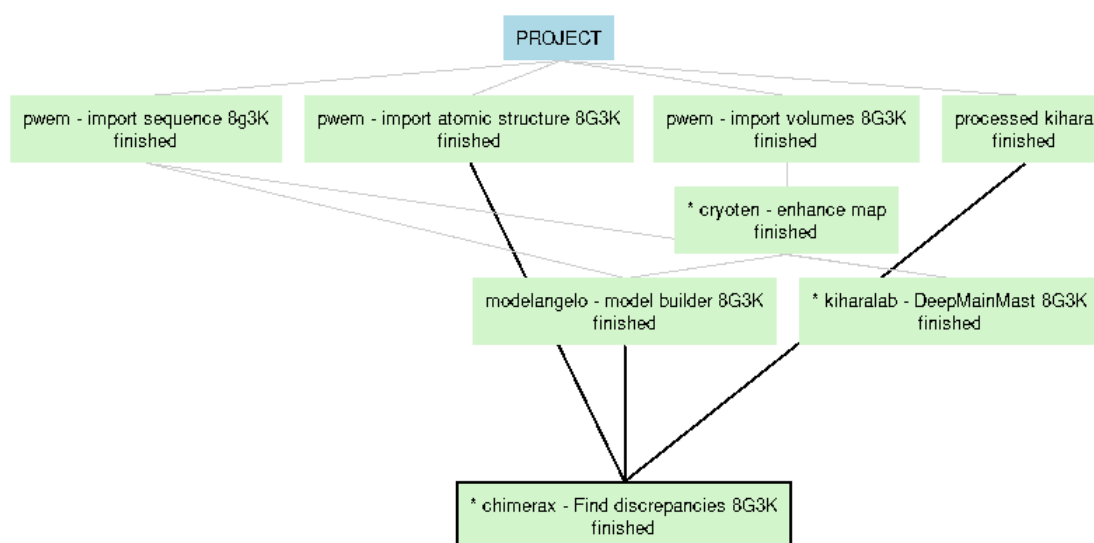 PROJECT
pwem - import sequence 8g3K
finished
pwem - import atomic structure 8G3K
finished
pwem - import volumes 8G3K
finished
processed kihara
finished
* cryoten - enhance map
finished
modelangelo - model builder 8G3K
finished
* kiharalab - DeepMainMast 8G3K
finished
* chimerax - Find discrepancies 8G3K
finished